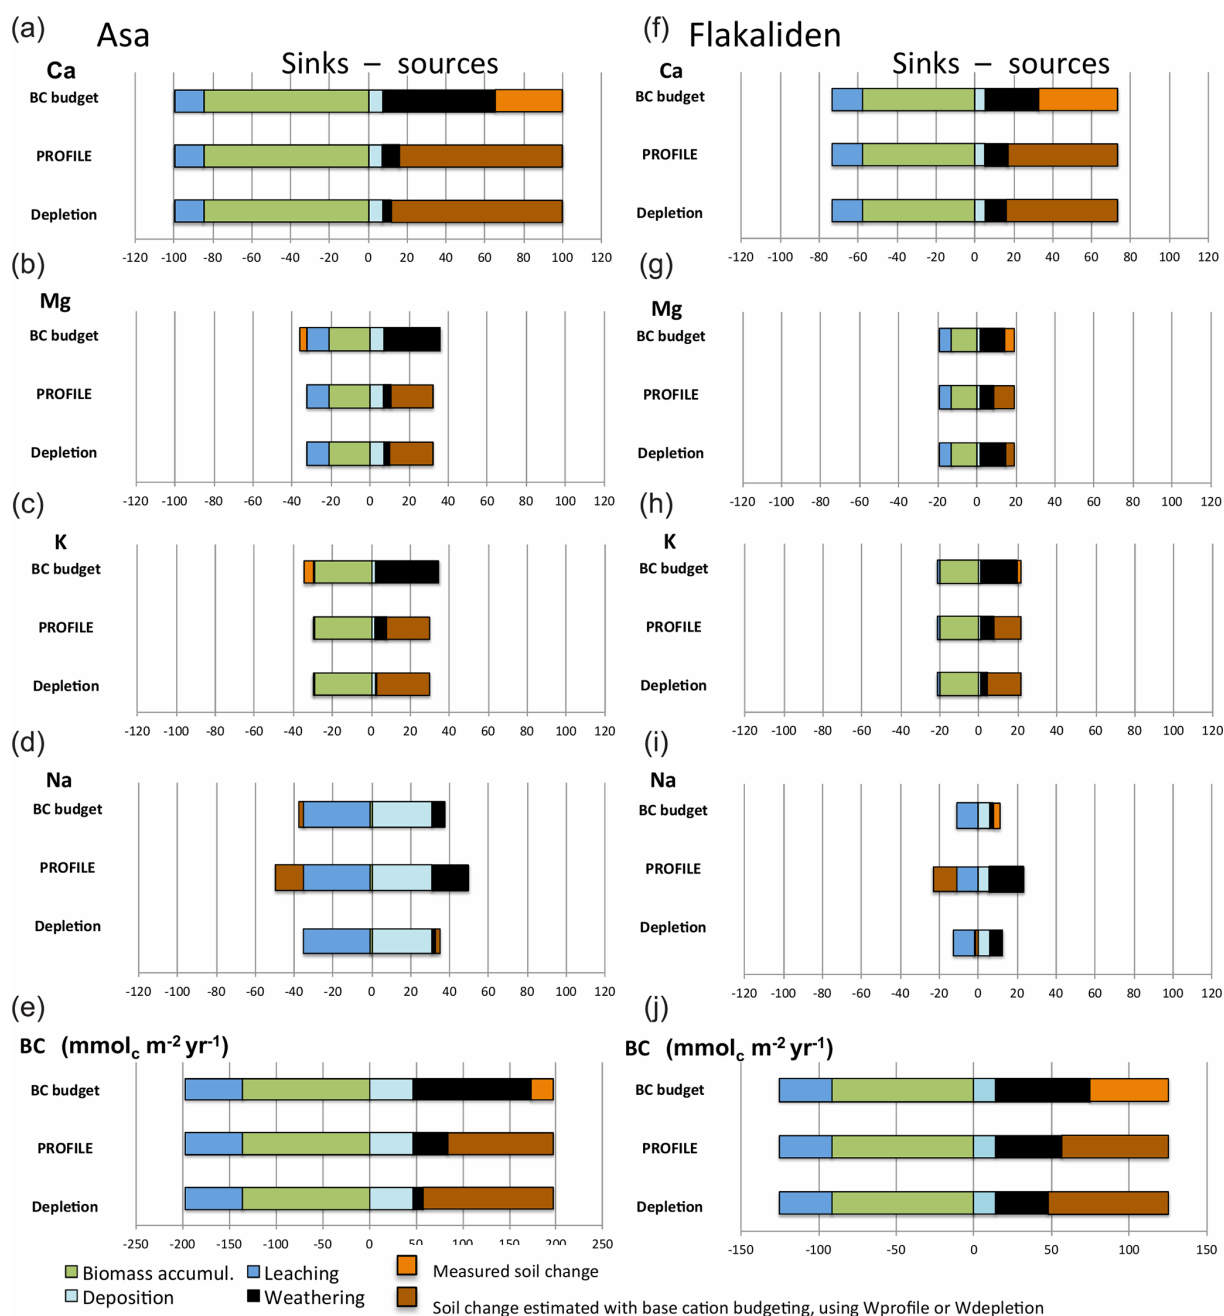 (a)
Asa
Sinks – sources
Ca
BC budget
PROFILE
Depletion
-120 -100 -80 -60 -40 -20 0 20 40 60 80 100 120
(b)
Mg
BC budget
PROFILE
Depletion
-120 -100 -80 -60 -40 -20 0 20 40 60 80 100 120
(c)
K
BC budget
PROFILE
Depletion
-120 -100 -80 -60 -40 -20 0 20 40 60 80 100 120
(d)
Na
BC budget
PROFILE
Depletion
-120 -100 -80 -60 -40 -20 0 20 40 60 80 100 120
(e)
BC (mmolc m-2 yr-1)
BC budget
PROFILE
Depletion
-250 -200 -150 -100 -50 0 50 100 150 200 250
(f)
Flakaliden
Sinks – sources
Ca
BC budget
PROFILE
Depletion
-120 -100 -80 -60 -40 -20 0 20 40 60 80 100 120
(g)
Mg
BC budget
PROFILE
Depletion
-120 -100 -80 -60 -40 -20 0 20 40 60 80 100 120
(h)
K
BC budget
PROFILE
Depletion
-120 -100 -80 -60 -40 -20 0 20 40 60 80 100 120
(i)
Na
BC budget
PROFILE
Depletion
-120 -100 -80 -60 -40 -20 0 20 40 60 80 100 120
(j)
BC (mmolc m-2 yr-1)
BC budget
PROFILE
Depletion
-150 -100 -50 0 50 100 150
Biomass accumul.
Leaching
Measured soil change
Deposition
Weathering
Soil change estimated with base cation budgeting, using Wprofile or Wdepletion